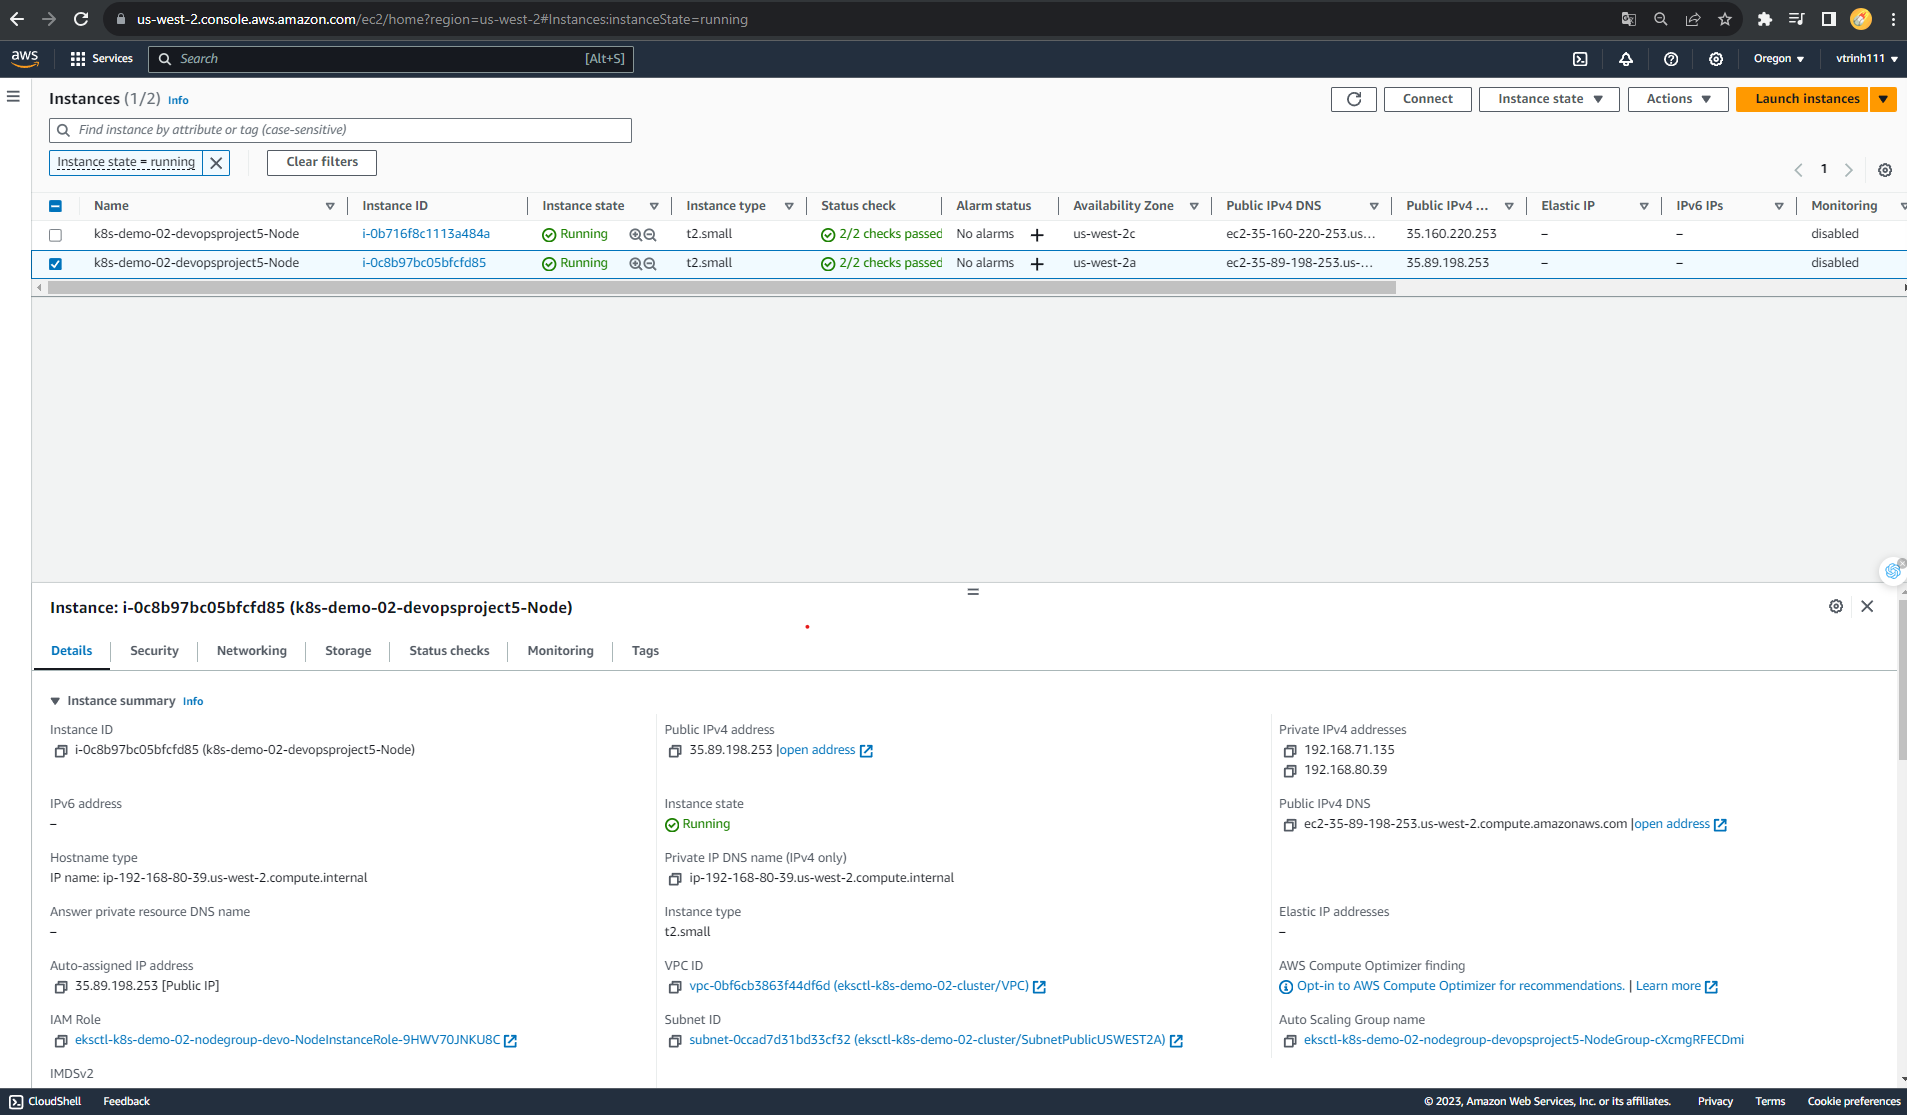 us-west-2.console.aws.amazon.com/ec2/home?region=us-west-2#Instances:instanceState=running
aws Services Search [Alt+S] Oregon vtrinh111
Instances (1/2) Info Connect Instance state Actions Launch instances
Find instance by attribute or tag (case-sensitive)
Instance state = running Clear filters 1
Name Instance ID Instance state Instance type Status check Alarm status Availability Zone Public IPv4 DNS Public IPv4 ... Elastic IP IPv6 IPs Monitoring
k8s-demo-02-devopsproject5-Node i-0b716f8c1113a484a Running t2.small 2/2 checks passed No alarms + us-west-2c ec2-35-160-220-253.us... 35.160.220.253 – – disabled
k8s-demo-02-devopsproject5-Node i-0c8b97bc05bfcfd85 Running t2.small 2/2 checks passed No alarms + us-west-2a ec2-35-89-198-253.us-... 35.89.198.253 – – disabled
Instance: i-0c8b97bc05bfcfd85 (k8s-demo-02-devopsproject5-Node)
Details Security Networking Storage Status checks Monitoring Tags
Instance summary Info
Instance ID Public IPv4 address Private IPv4 addresses
i-0c8b97bc05bfcfd85 (k8s-demo-02-devopsproject5-Node) 35.89.198.253 |open address 192.168.71.135
192.168.80.39
IPv6 address Instance state Public IPv4 DNS
– Running ec2-35-89-198-253.us-west-2.compute.amazonaws.com |open address
Hostname type Private IP DNS name (IPv4 only)
IP name: ip-192-168-80-39.us-west-2.compute.internal ip-192-168-80-39.us-west-2.compute.internal
Answer private resource DNS name Instance type Elastic IP addresses
– t2.small –
Auto-assigned IP address VPC ID AWS Compute Optimizer finding
35.89.198.253 [Public IP] vpc-0bf6cb3863f44df6d (eksctl-k8s-demo-02-cluster/VPC) Opt-in to AWS Compute Optimizer for recommendations. | Learn more
IAM Role Subnet ID Auto Scaling Group name
eksctl-k8s-demo-02-nodegroup-devo-NodeInstanceRole-9HWV70JNKU8C subnet-0ccad7d31bd33cf32 (eksctl-k8s-demo-02-cluster/SubnetPublicUSWEST2A) eksctl-k8s-demo-02-nodegroup-devopsproject5-NodeGroup-cXcmgRFECDmi
IMDSv2
CloudShell Feedback © 2023, Amazon Web Services, Inc. or its affiliates. Privacy Terms Cookie preferences